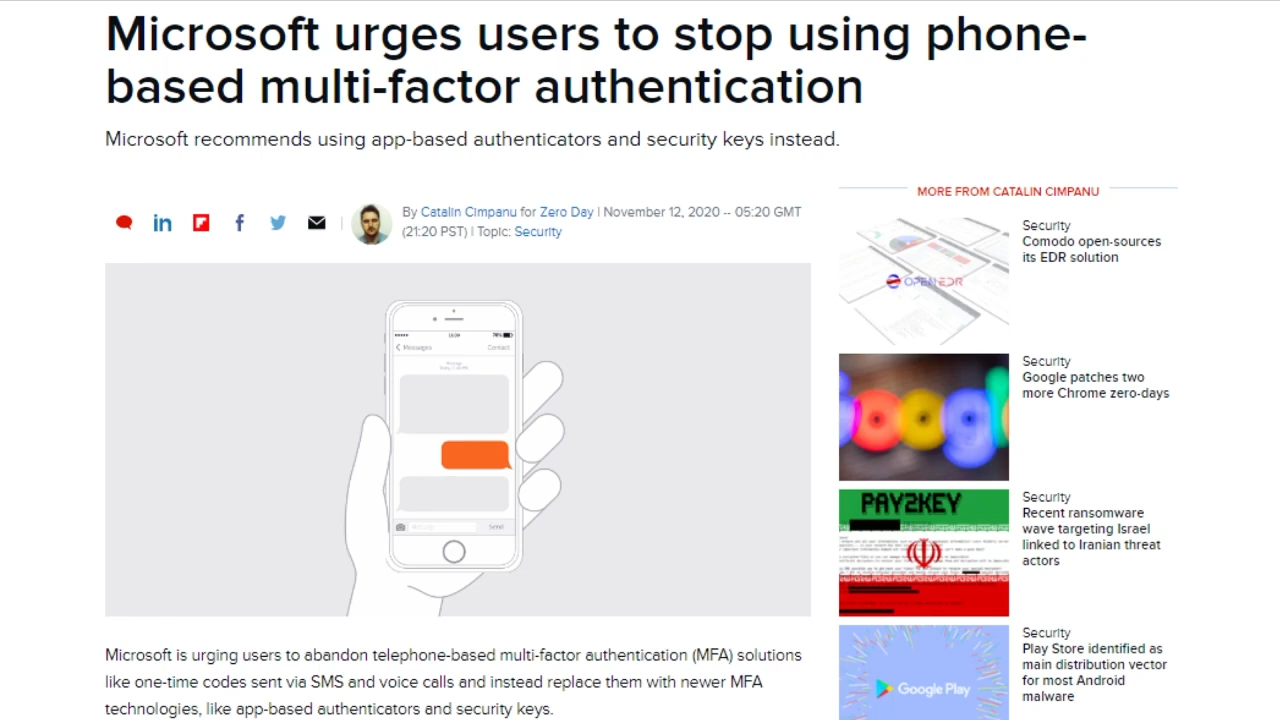 Microsoft urges users to stop using phone-
based multi-factor authentication
Microsoft recommends using app-based authenticators and security keys instead.
By Catalin Cimpanu for Zero Day | November 12, 2020 -- 05:20 GMT
(21:20 PST) | Topic: Security
Messages
Contact
Send
Microsoft is urging users to abandon telephone-based multi-factor authentication (MFA) solutions
like one-time codes sent via SMS and voice calls and instead replace them with newer MFA
technologies, like app-based authenticators and security keys.
MORE FROM CATALIN CIMPANU
OPENEDR
Security
Comodo open-sources
its EDR solution
Security
Google patches two
more Chrome zero-days
PAY2KEY
Security
Recent ransomware
wave targeting Israel
linked to Iranian threat
actors
Google Play
Security
Play Store identified as
main distribution vector
for most Android
malware